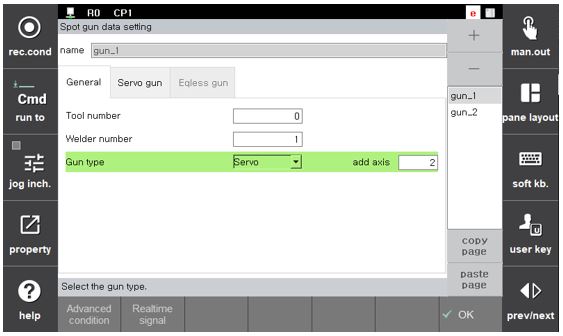 R0 CP1
e
Spot gun data setting
rec.cond
name gun_1
+
man.out
General Servo gun Eqless gun
-
Cmd
run to
gun_1
Tool number 0
gun_2
pane layout
Welder number 1
Gun type Servo add axis 2
jog inch.
soft kb.
property
copy
page
U
user key
Select the gun type.
paste
page
help
Advanced
condition
Realtime
signal
OK
prev/next